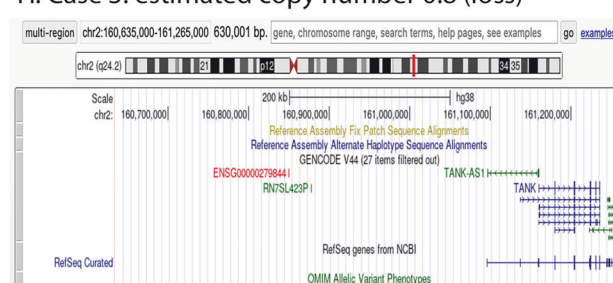 multi-region chr2:160,635,000-161,265,000 630,001 bp. gene, chromosome range, search terms, help pages, see examples go examples
chr2 (q24.2) 21 p12 34 35
Scale 200 kb hg38
chr2: 160,700,000 160,800,000 160,900,000 161,000,000 161,100,000 161,200,000
Reference Assembly Fix Patch Sequence Alignments
Reference Assembly Alternate Haplotype Sequence Alignments
GENCODE V44 (27 items filtered out)
ENSG00000279844 TANK-AS1
RN7SL423P TANK
RefSeq genes from NCBI
RefSeq Curated
OMIM Allelic Variant Phenotypes